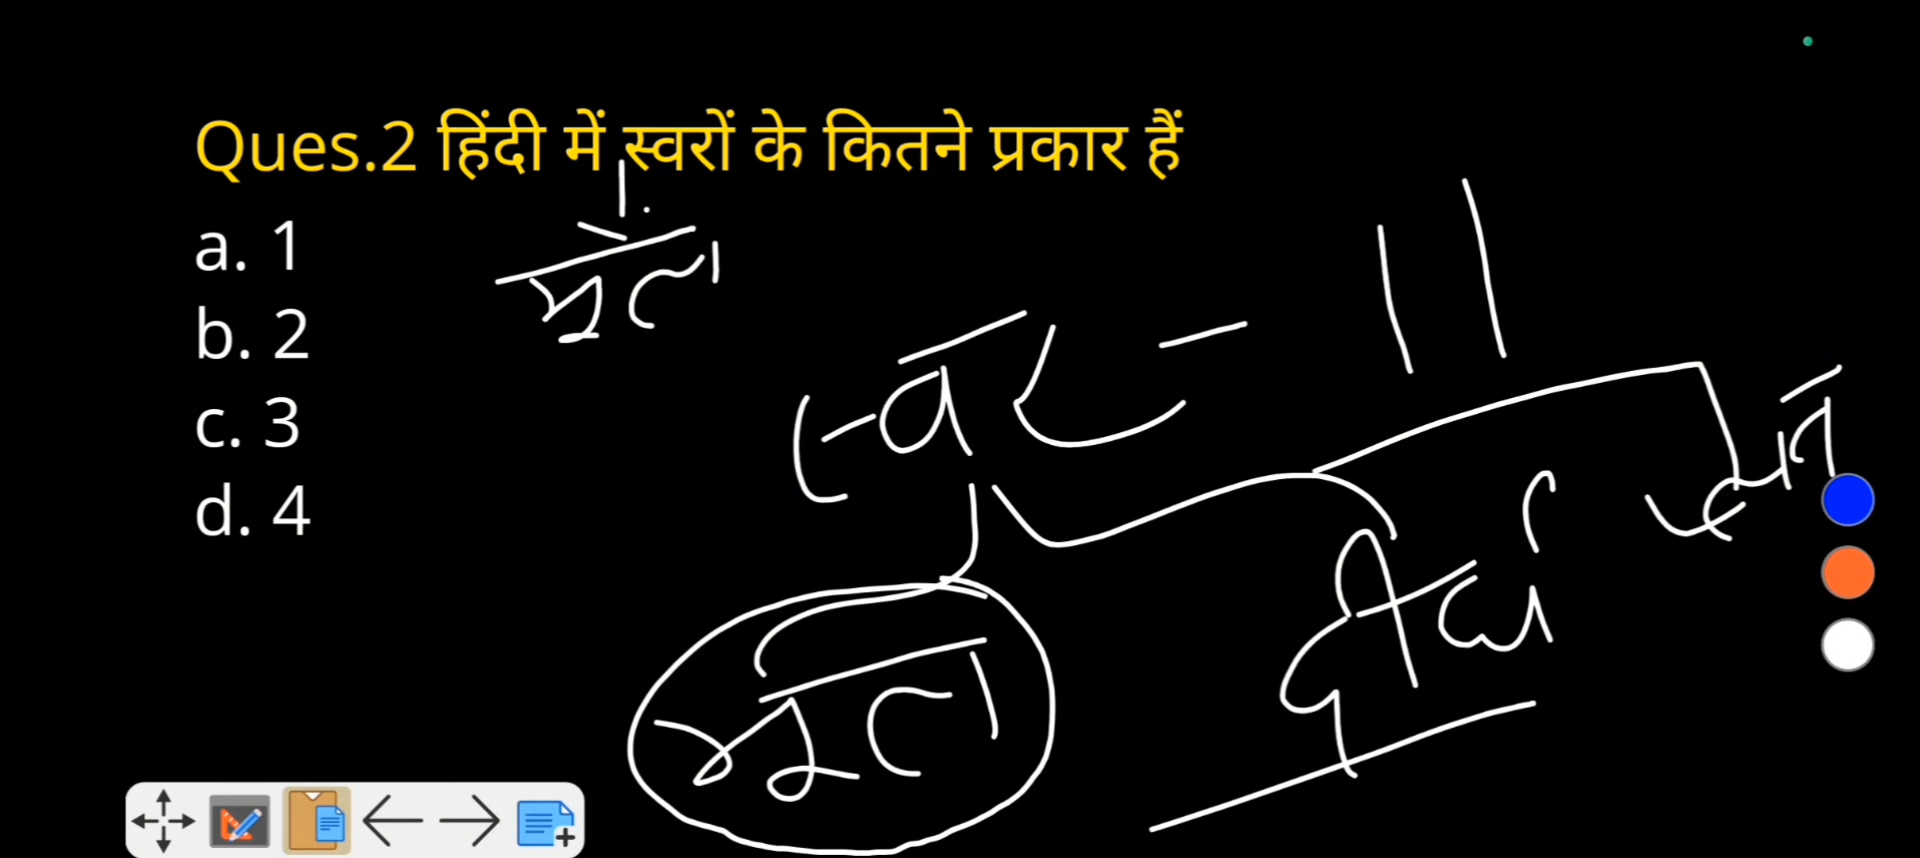 Ques.2 हिंदी में स्वरों के कितने प्रकार हैं
a. 1
b. 2
c. 3
d. 4
स्वर - 11
दीर्घ